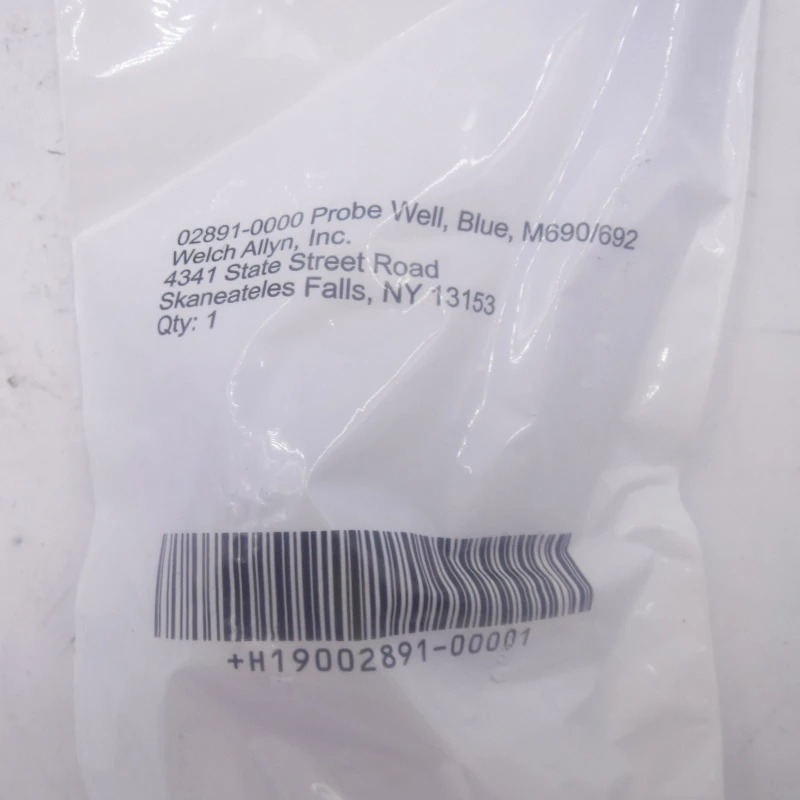 02891-0000 Probe Well, Blue, M690/692
Welch Allyn, Inc.
4341 State Street Road
Skaneateles Falls, NY 13153
Qty: 1
+H19002891-00001